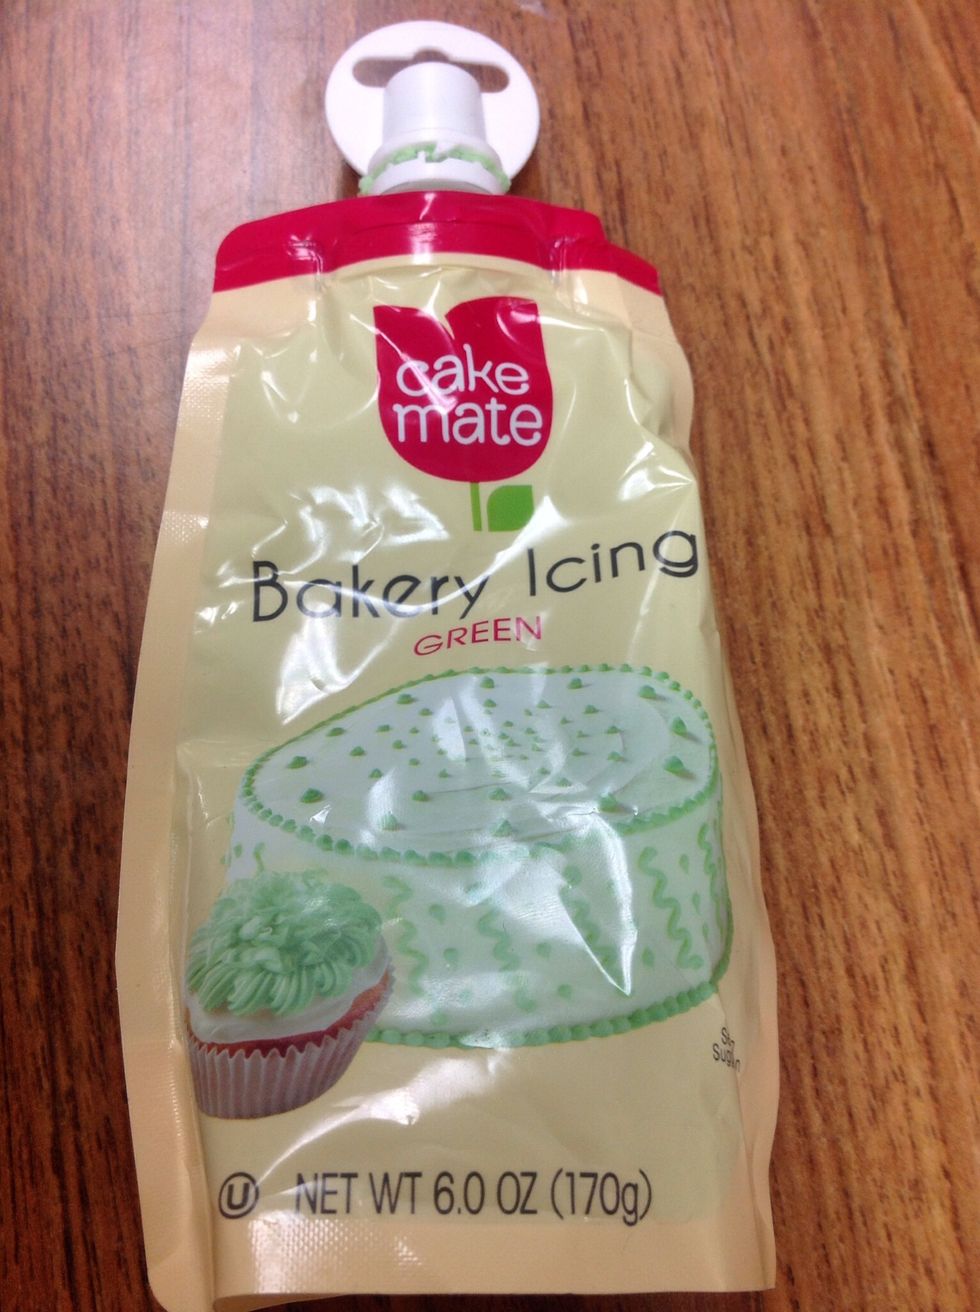 cake
mate
Bakery Icing
GREEN
Ⓤ NET WT 6.0 OZ (170g)